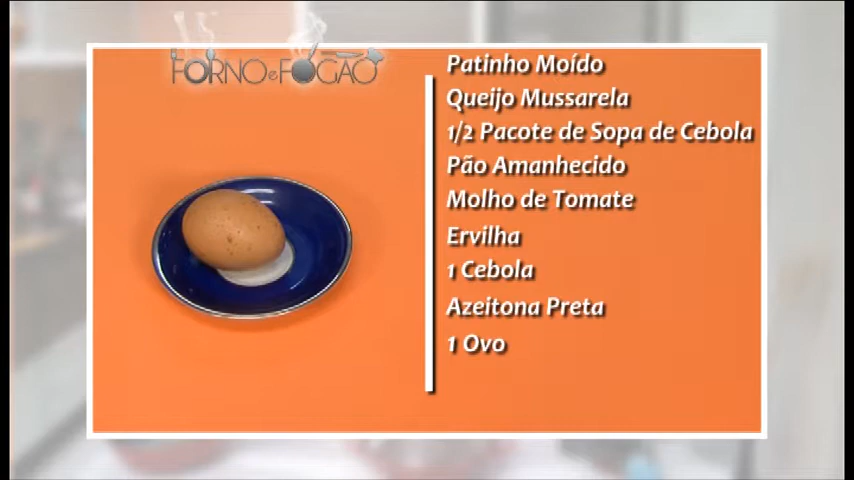 FORNO e FOGÃO
Patinho Moído
Queijo Mussarela
1/2 Pacote de Sopa de Cebola
Pão Amanhecido
Molho de Tomate
Ervilha
1 Cebola
Azeitona Preta
1 Ovo